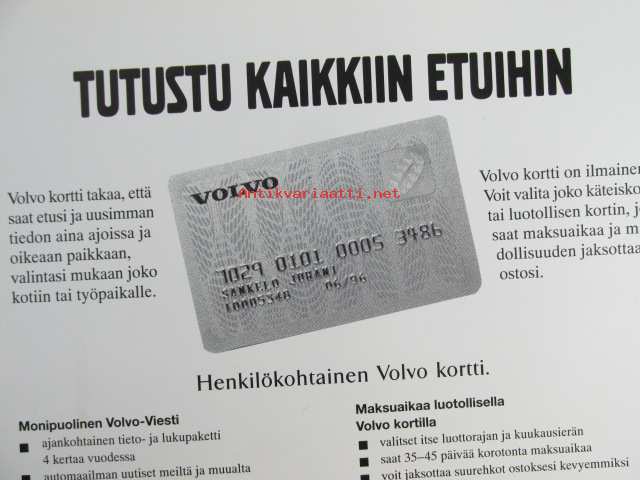 TUTUSTU KAIKKIIN ETUIHIN
Volvo kortti takaa, että
saat etusi ja uusimman
tiedon aina ajoissa ja
oikeaan paikkaan,
valintasi mukaan joko
kotiin tai työpaikalle.
VOLVO
Antikvariaatti.net
7029 0101 0005 3486
SANKELO JUHANI
10005348 06/96
Volvo kortti on ilmainen
Voit valita joko käteisko
tai luotollisen kortin, j
saat maksuaikaa ja m
dollisuuden jaksotta
ostosi.
Henkilökohtainen Volvo kortti.
Monipuolinen Volvo-Viesti
■ ajankohtainen tieto- ja lukupaketti
4 kertaa vuodessa
■ automaailman uutiset meiltä ja muualta
Maksuaikaa luotollisella
Volvo kortilla
■ valitset itse luottorajan ja kuukausierän
■ saat 35–45 päivää korotonta maksuaikaa
■ voit jaksottaa suurehkot ostoksesi kevyemmiksi